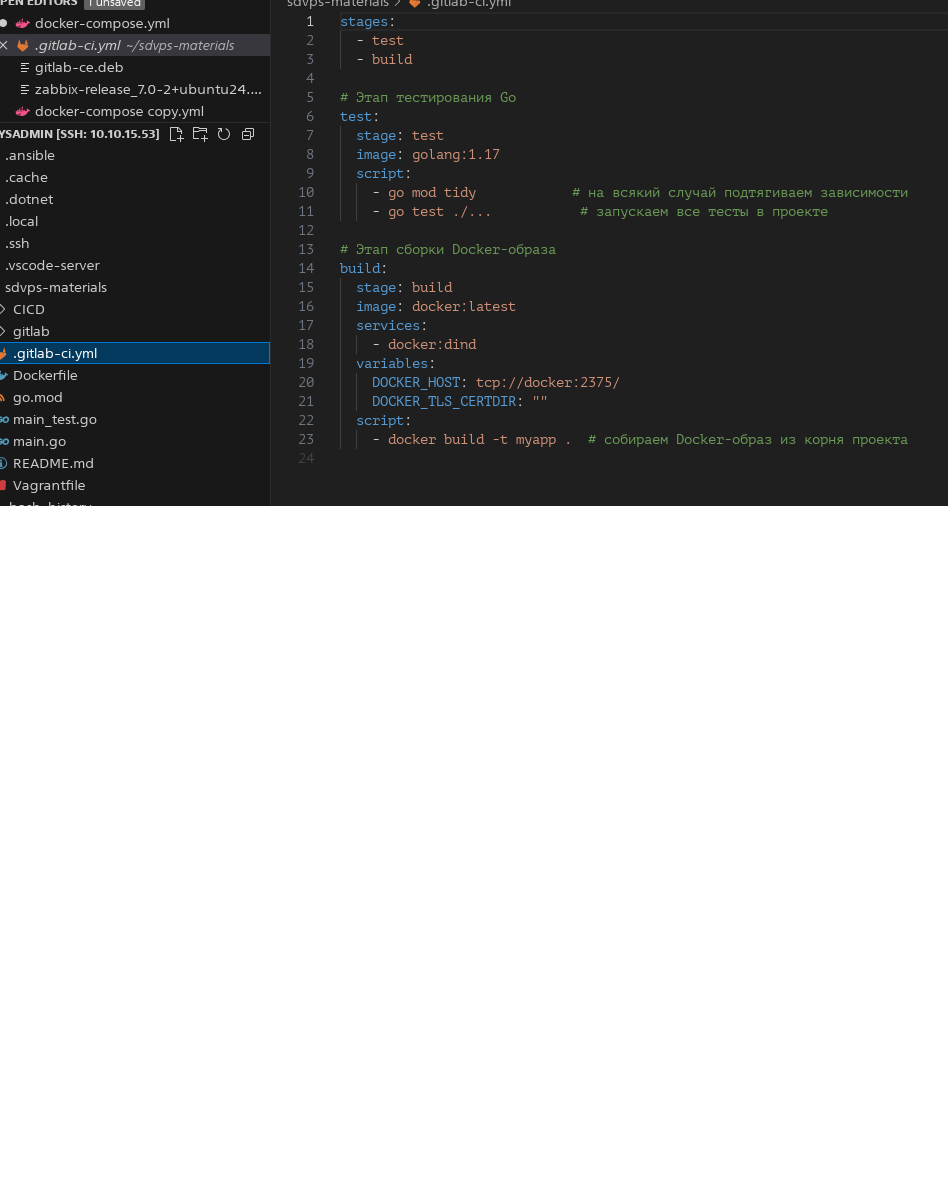 OPEN EDITORS 1 unsaved
docker-compose.yml
.gitlab-ci.yml ~/sdvps-materials
gitlab-ce.deb
zabbix-release_7.0-2+ubuntu24....
docker-compose copy.yml
YSADMIN [SSH: 10.10.15.53]
.ansible
.cache
.dotnet
.local
.ssh
.vscode-server
sdvps-materials
CICD
gitlab
.gitlab-ci.yml
Dockerfile
go.mod
main_test.go
main.go
README.md
Vagrantfile
.bash_history
sdvps-materials > .gitlab-ci.yml
1 stages:
2 - test
3 - build
4
5 # Этап тестирования Go
6 test:
7 stage: test
8 image: golang:1.17
9 script:
10 - go mod tidy # на всякий случай подтягиваем зависимости
11 - go test ./... # запускаем все тесты в проекте
12
13 # Этап сборки Docker-образа
14 build:
15 stage: build
16 image: docker:latest
17 services:
18 - docker:dind
19 variables:
20 DOCKER_HOST: tcp://docker:2375/
21 DOCKER_TLS_CERTDIR: ""
22 script:
23 - docker build -t myapp . # собираем Docker-образ из корня проекта
24